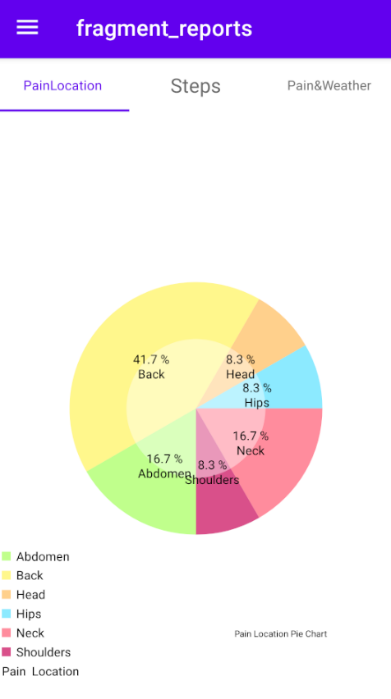 fragment_reports
PainLocation
Steps
Pain&Weather
41.7 %
Back
8.3 %
Head
8.3 %
Hips
16.7 %
Neck
16.7 %
Abdomen
8.3 %
Shoulders
Abdomen
Back
Head
Hips
Neck
Shoulders
Pain Location
Pain Location Pie Chart